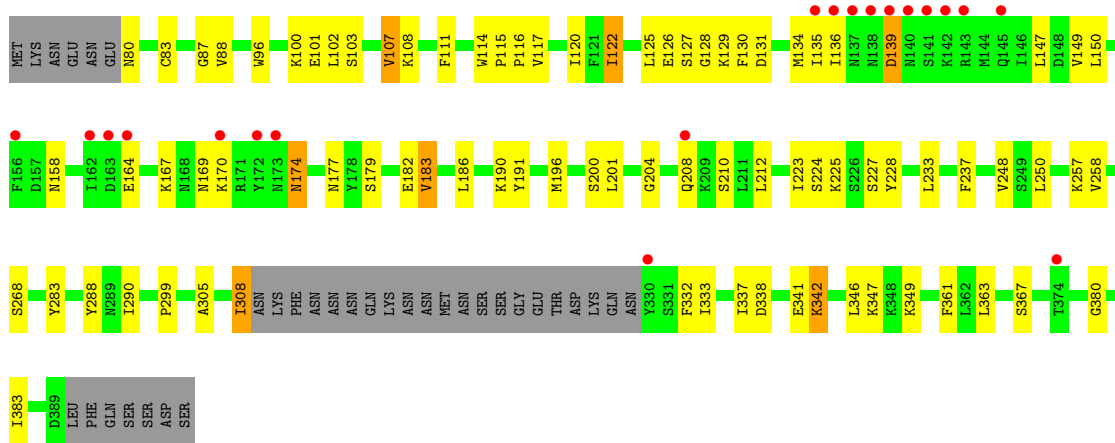 MET LYS ASN GLU ASN GLU N80 C83 G87 V88 W96 K100 E101 L102 S103 V107 K108 F111 W114 P115 P116 V117 I120 F121 I122 L125 E126 S127 G128 K129 F130 D131 M134 I135 I136 N137 N138 D139 N140 S141 K142 R143 M144 Q145 I146 L147 D148 V149 L150
F156 D157 N158 I162 D163 E164 K167 N168 N169 K170 R171 Y172 N173 N174 N177 Y178 S179 E182 V183 L186 K190 Y191 M196 S200 L201 G204 Q208 K209 S210 L211 L212 I223 S224 K225 S226 S227 Y228 L233 F237 V248 S249 L250 K257 V258
S268 Y283 Y288 N289 I290 P299 A305 I308 ASN LYS PHE ASN ASN ASN GLN LYS ASN ASN MET ASN SER SER GLY GLU THR ASP LYS GLN ASN Y330 S331 F332 I333 I337 D338 E341 K342 L346 K347 K348 K349 F361 L362 L363 S367 T374 G380
I383 D389 LEU PHE GLN SER SER ASP SER